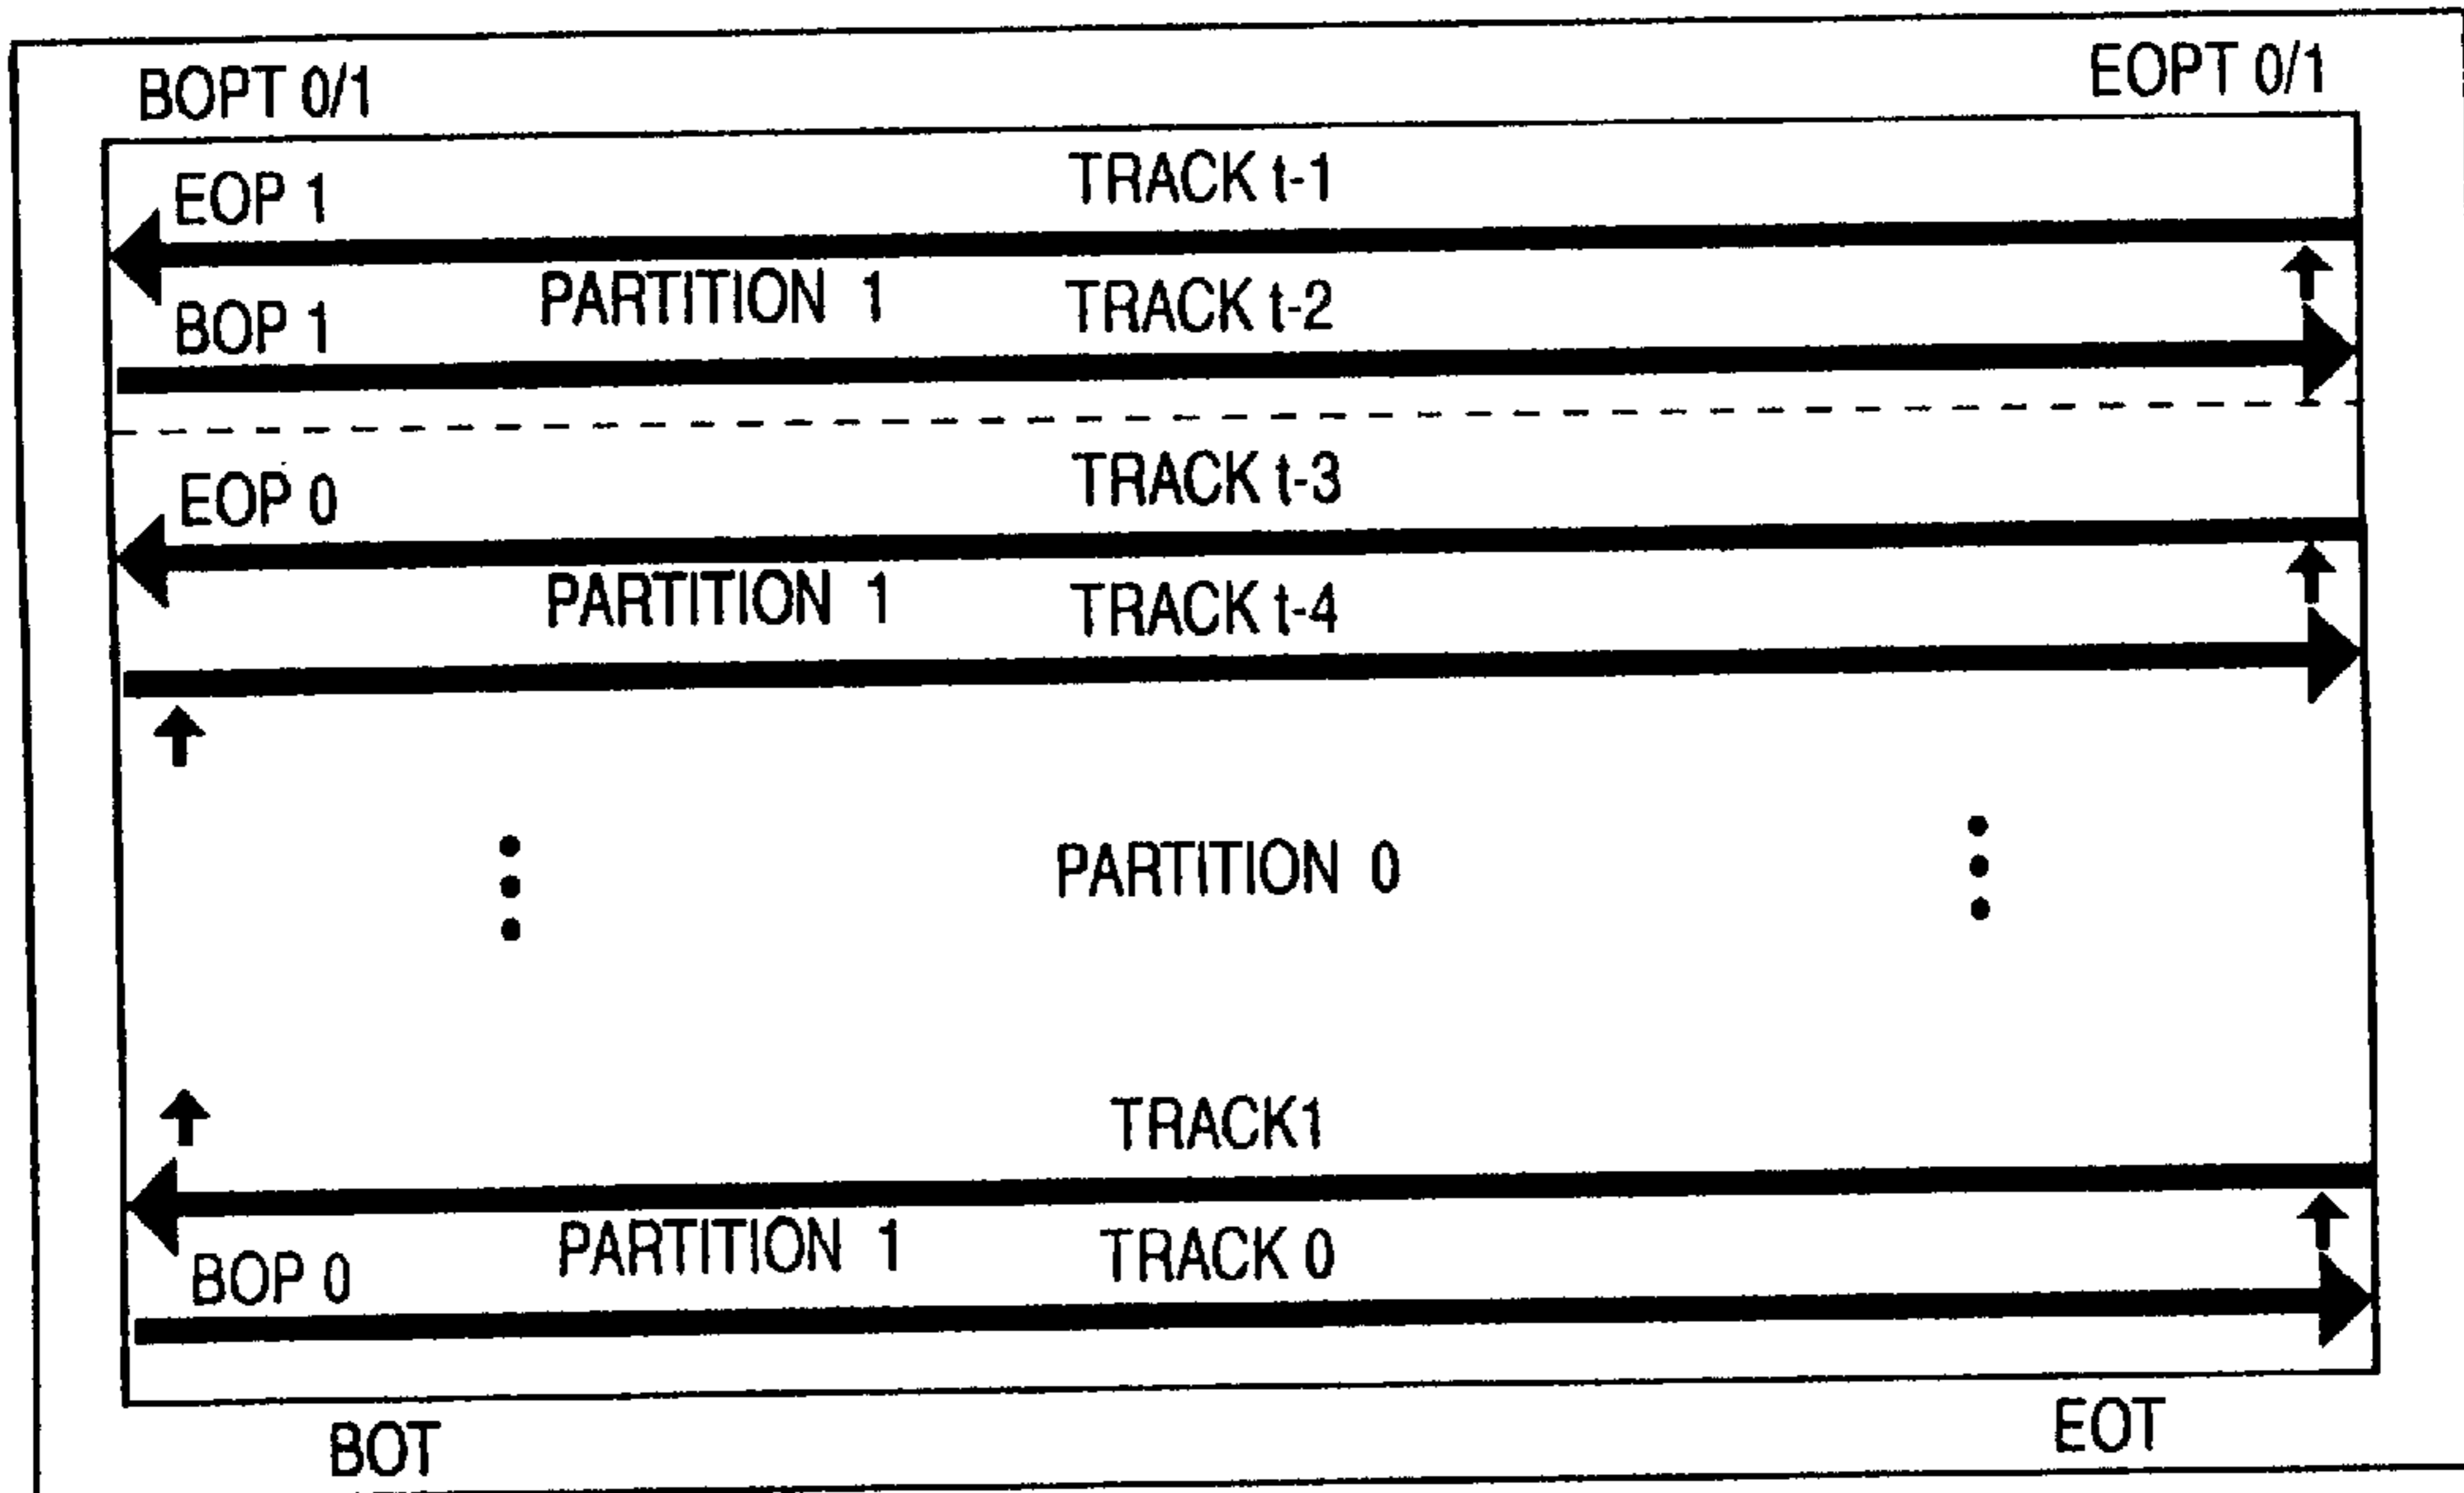 BOPT 0/1
EOPT 0/1
TRACK t-1
EOP 1
PARTITION 1
TRACK t-2
BOP 1
TRACK t-3
EOP 0
PARTITION 1
TRACK t-4
PARTITION 0
TRACK1
PARTITION 1
TRACK 0
BOP 0
BOT
EOT